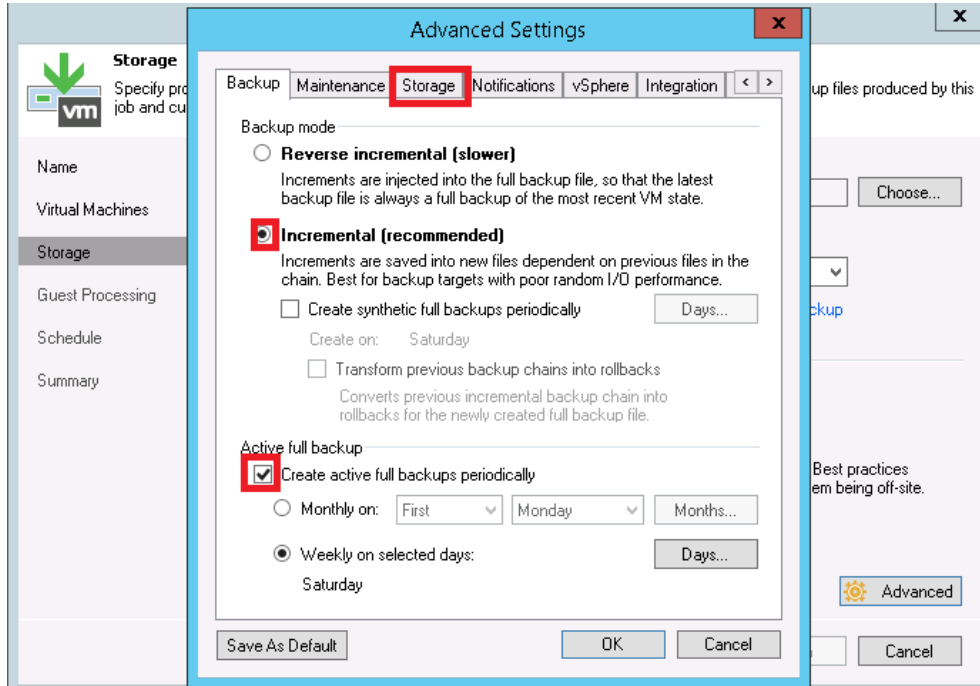 Advanced Settings
x
x
Storage
Specify pro
job and cu
vm
up files produced by this
Name
Virtual Machines
Storage
Guest Processing
Schedule
Summary
Backup Maintenance Storage Notifications vSphere Integration < >
Backup mode
Reverse incremental (slower)
Increments are injected into the full backup file, so that the latest
backup file is always a full backup of the most recent VM state.
Incremental (recommended)
Increments are saved into new files dependent on previous files in the
chain. Best for backup targets with poor random I/O performance.
Create synthetic full backups periodically Days...
Create on: Saturday
Transform previous backup chains into rollbacks
Converts previous incremental backup chain into
rollbacks for the newly created full backup file.
Active full backup
Create active full backups periodically
Monthly on: First Monday Months...
Weekly on selected days: Days...
Saturday
Save As Default OK Cancel
Choose...
ckup
Best practices
em being off-site.
Advanced
Cancel